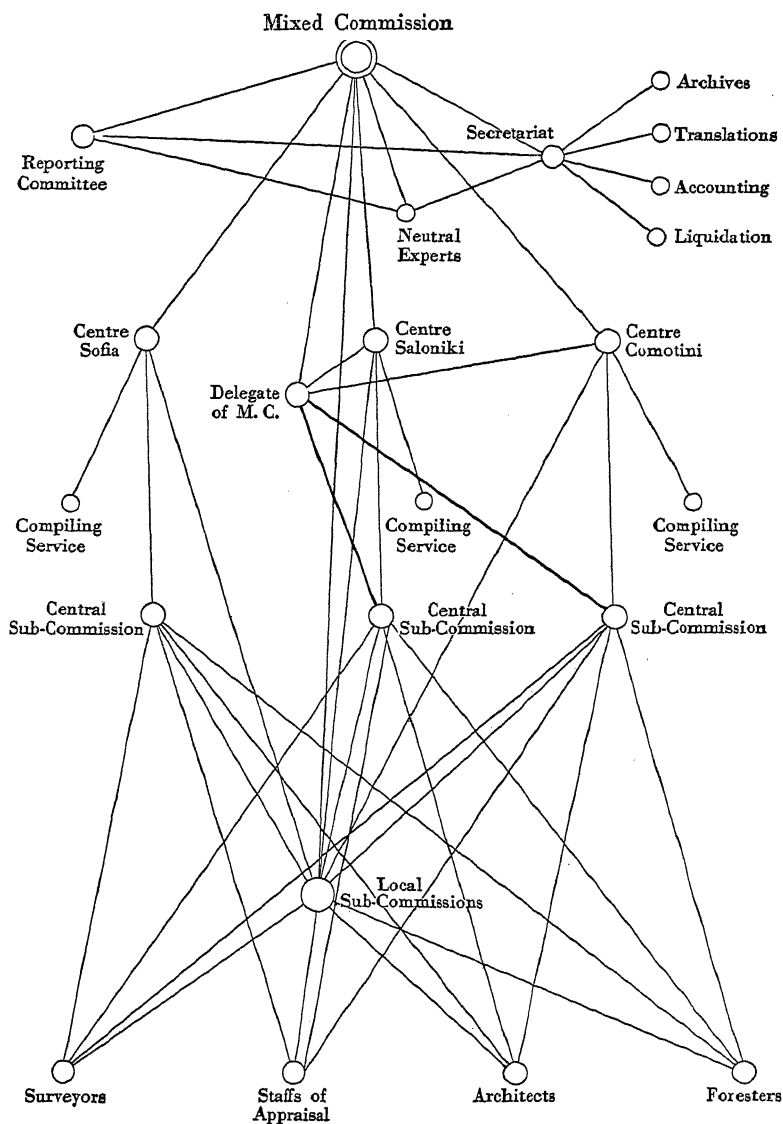 Mixed Commission
Archives
Secretariat
Translations
Reporting
Committee
Accounting
Neutral
Experts
Liquidation
Centre
Sofia
Centre
Saloniki
Centre
Comotini
Delegate
of M. C.
Compiling
Service
Compiling
Service
Compiling
Service
Central
Sub-Commission
Central
Sub-Commission
Central
Sub-Commission
Local
Sub-Commissions
Surveyors
Staffs of
Appraisal
Architects
Foresters